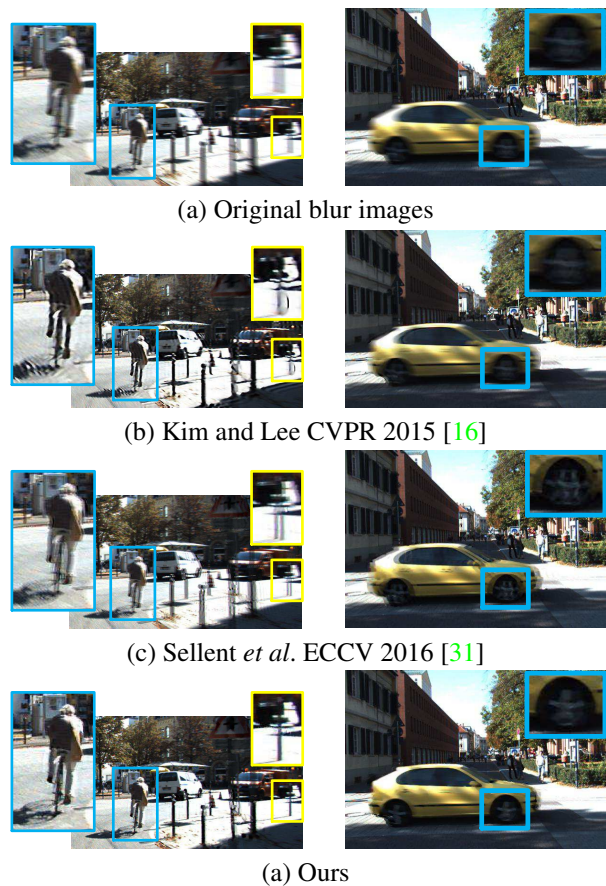 (a) Original blur images
(b) Kim and Lee CVPR 2015 [16]
(c) Sellent et al. ECCV 2016 [31]
(a) Ours